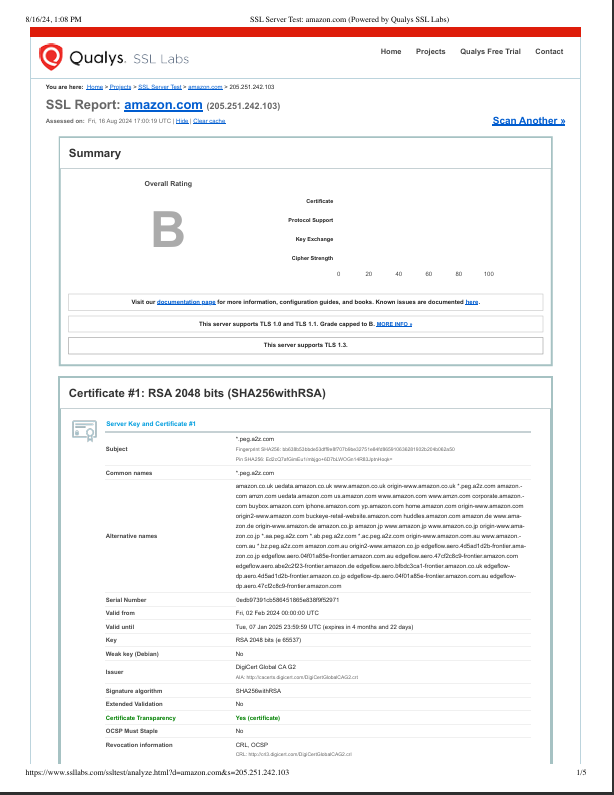 8/16/24, 1:08 PM
SSL Server Test: amazon.com (Powered by Qualys SSL Labs)
Qualys. SSL Labs
Home Projects Qualys Free Trial Contact
You are here: Home > Projects > SSL Server Test > amazon.com > 205.251.242.103
SSL Report: amazon.com (205.251.242.103)
Assessed on: Fri, 16 Aug 2024 17:00:19 UTC | Hide | Clear cache
Scan Another »
Summary
Overall Rating
B
Certificate
Protocol Support
Key Exchange
Cipher Strength
0 20 40 60 80 100
Visit our documentation page for more information, configuration guides, and books. Known issues are documented here.
This server supports TLS 1.0 and TLS 1.1. Grade capped to B. MORE INFO »
This server supports TLS 1.3.
Certificate #1: RSA 2048 bits (SHA256withRSA)
Server Key and Certificate #1
Subject
*.peg.a2z.com
Fingerprint SHA256:
Pin SHA256:
Common names
*.peg.a2z.com
Alternative names
amazon.co.uk uedata.amazon.co.uk www.amazon.co.uk origin-www.amazon.co.uk *.peg.a2z.com amazon.-
com amzn.com uedata.amazon.com us.amazon.com www.amazon.com www.amzn.com corporate.amazon.-
com buybox.amazon.com iphone.amazon.com yp.amazon.com home.amazon.com origin-www.amazon.com
origin2-www.amazon.com buckeye-retail-website.amazon.com huddles.amazon.com amazon.de www.ama-
zon.de origin-www.amazon.de amazon.co.jp amazon.jp www.amazon.jp www.amazon.co.jp origin-www.ama-
zon.co.jp *.aa.peg.a2z.com *.ab.peg.a2z.com *.ac.peg.a2z.com origin-www.amazon.com.au www.amazon.-
com.au *.bz.peg.a2z.com amazon.com.au origin2-www.amazon.co.jp edgeflow.aero.4d5ad1d2b-frontier.ama-
zon.co.jp edgeflow.aero.04f01a85e-frontier.amazon.com.au edgeflow.aero.47cf2c8c9-frontier.amazon.com
edgeflow.aero.abe2c2f23-frontier.amazon.de edgeflow.aero.bfbdc3ca1-frontier.amazon.co.uk edgeflow-
dp.aero.4d5ad1d2b-frontier.amazon.co.jp edgeflow-dp.aero.04f01a85e-frontier.amazon.com.au edgeflow-
dp.aero.47cf2c8c9-frontier.amazon.com
Serial Number
0edb97391cb586451865e838f9f52971
Valid from
Fri, 02 Feb 2024 00:00:00 UTC
Valid until
Tue, 07 Jan 2025 23:59:59 UTC (expires in 4 months and 22 days)
Key
RSA 2048 bits (e 65537)
Weak key (Debian)
No
Issuer
DigiCert Global CA G2
AIA: http://cacerts.digicert.com/DigiCertGlobalCAG2.crt
Signature algorithm
SHA256withRSA
Extended Validation
No
Certificate Transparency
Yes (certificate)
OCSP Must Staple
No
Revocation information
CRL, OCSP
CRL: http://crl3.digicert.com/DigiCertGlobalCAG2.crl
https://www.ssllabs.com/ssltest/analyze.html?d=amazon.com&s=205.251.242.103
1/5